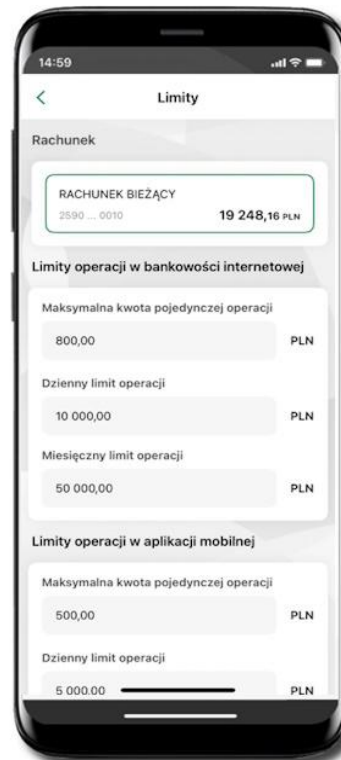 14:59
Limity
Rachunek
RACHUNEK BIEŻĄCY
2590 ... 0010 19 248,16 PLN
Limity operacji w bankowości internetowej
Maksymalna kwota pojedynczej operacji
800,00 PLN
Dzienny limit operacji
10 000,00 PLN
Miesięczny limit operacji
50 000,00 PLN
Limity operacji w aplikacji mobilnej
Maksymalna kwota pojedynczej operacji
500,00 PLN
Dzienny limit operacji
5 000,00 PLN